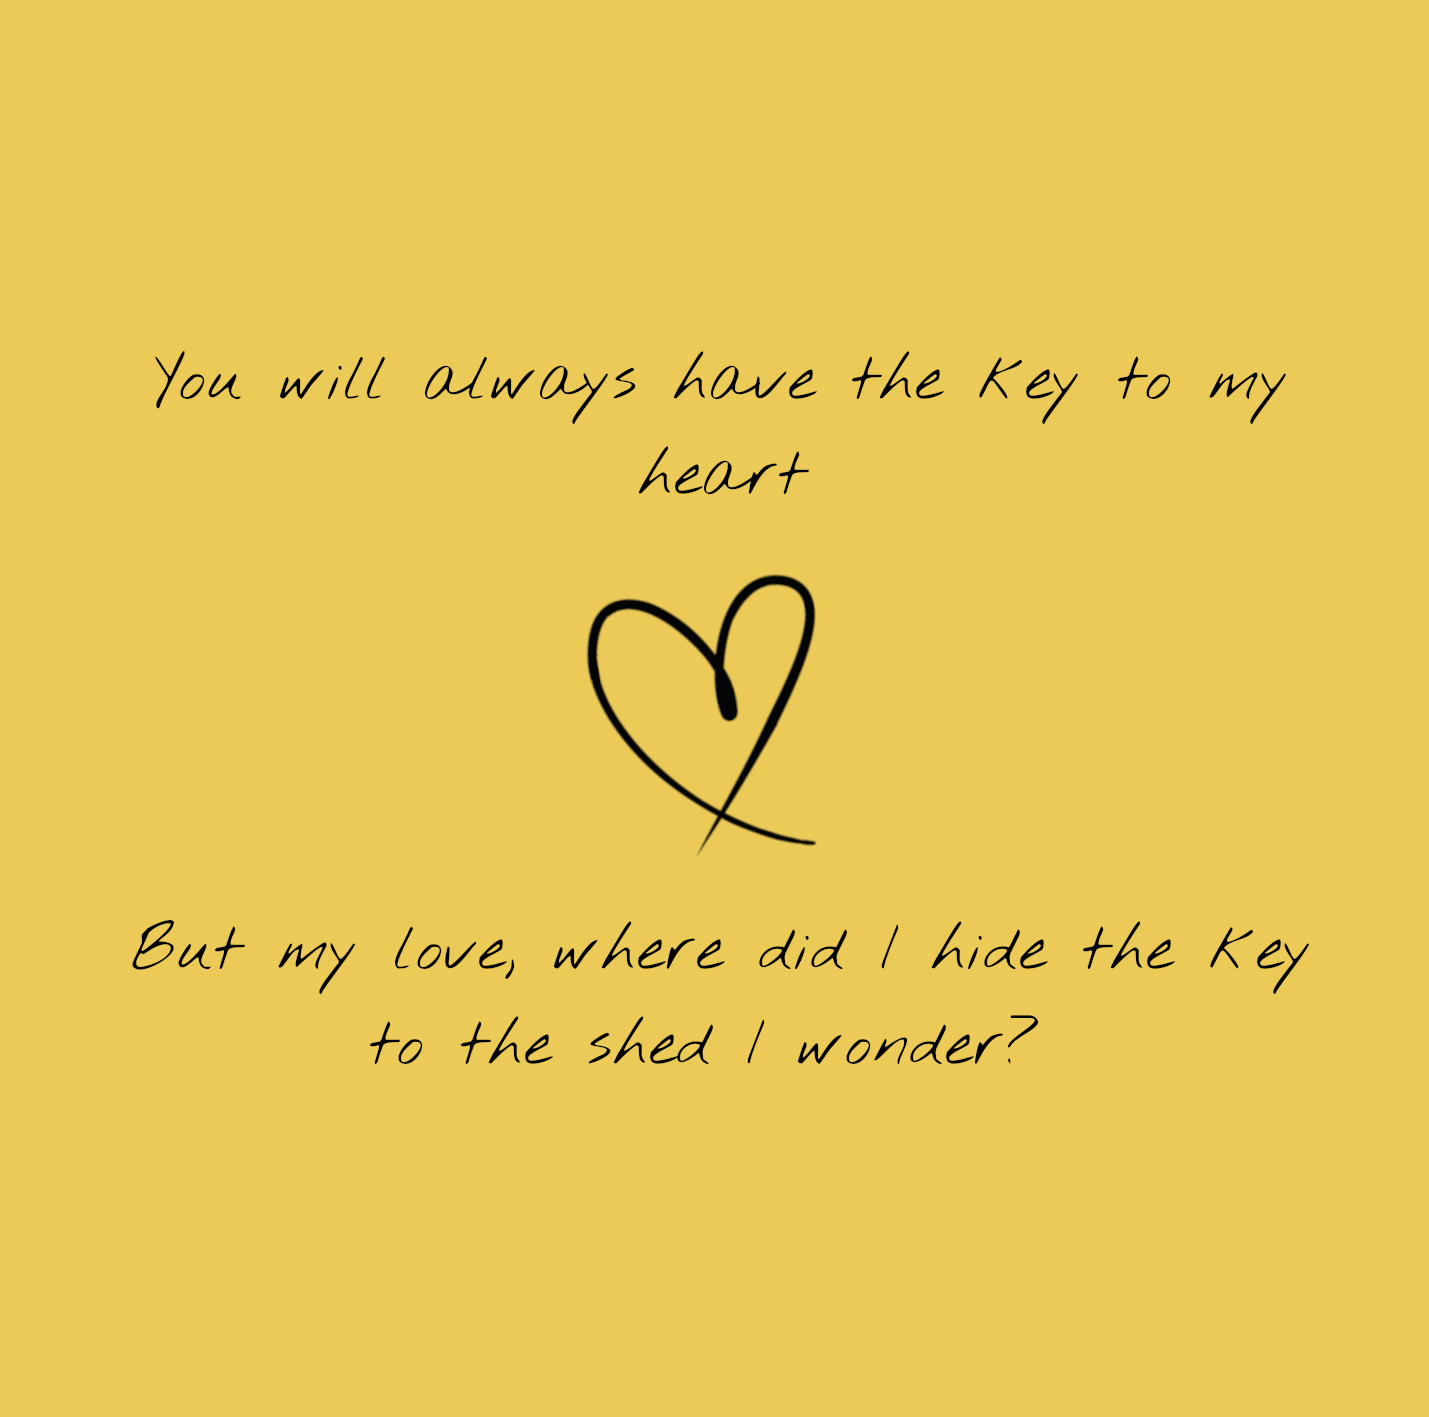 You will always have the key to my
heart
But my love, where did I hide the key
to the shed I wonder?